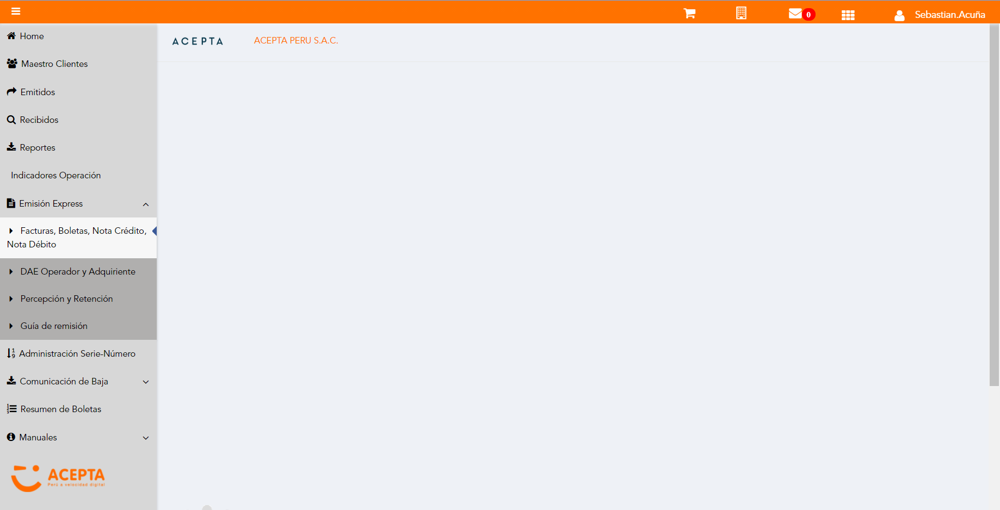 0
Sebastian.Acuña
Home
ACEPTA
ACEPTA PERU S.A.C.
Maestro Clientes
Emitidos
Recibidos
Reportes
Indicadores Operación
Emisión Express
Facturas, Boletas, Nota Crédito,
Nota Débito
DAE Operador y Adquiriente
Percepción y Retención
Guía de remisión
Administración Serie-Número
Comunicación de Baja
Resumen de Boletas
Manuales
ACEPTA
Perú a velocidad digital